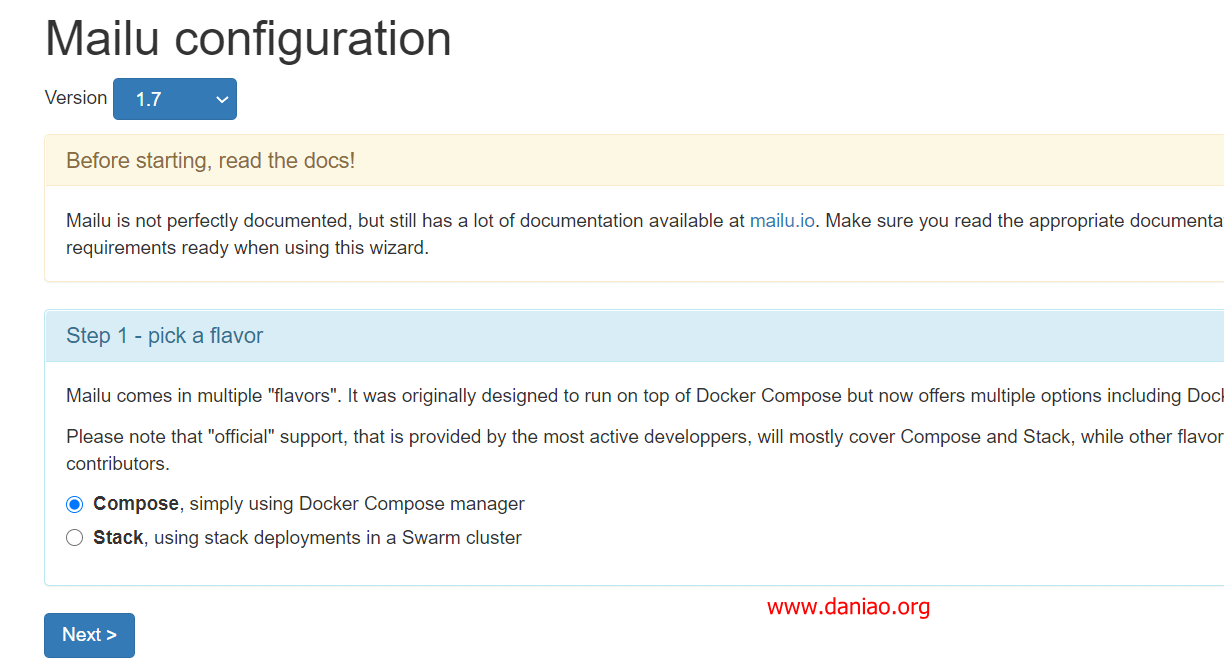 Mailu configuration
Version 1.7
Before starting, read the docs!
Mailu is not perfectly documented, but still has a lot of documentation available at mailu.io. Make sure you read the appropriate documenta
requirements ready when using this wizard.
Step 1 - pick a flavor
Mailu comes in multiple "flavors". It was originally designed to run on top of Docker Compose but now offers multiple options including Dock
Please note that "official" support, that is provided by the most active developpers, will mostly cover Compose and Stack, while other flavor
contributors.
Compose, simply using Docker Compose manager
Stack, using stack deployments in a Swarm cluster
www.daniao.org
Next >